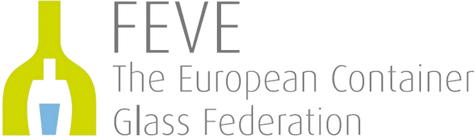 FEVE
The European Container
Glass Federation